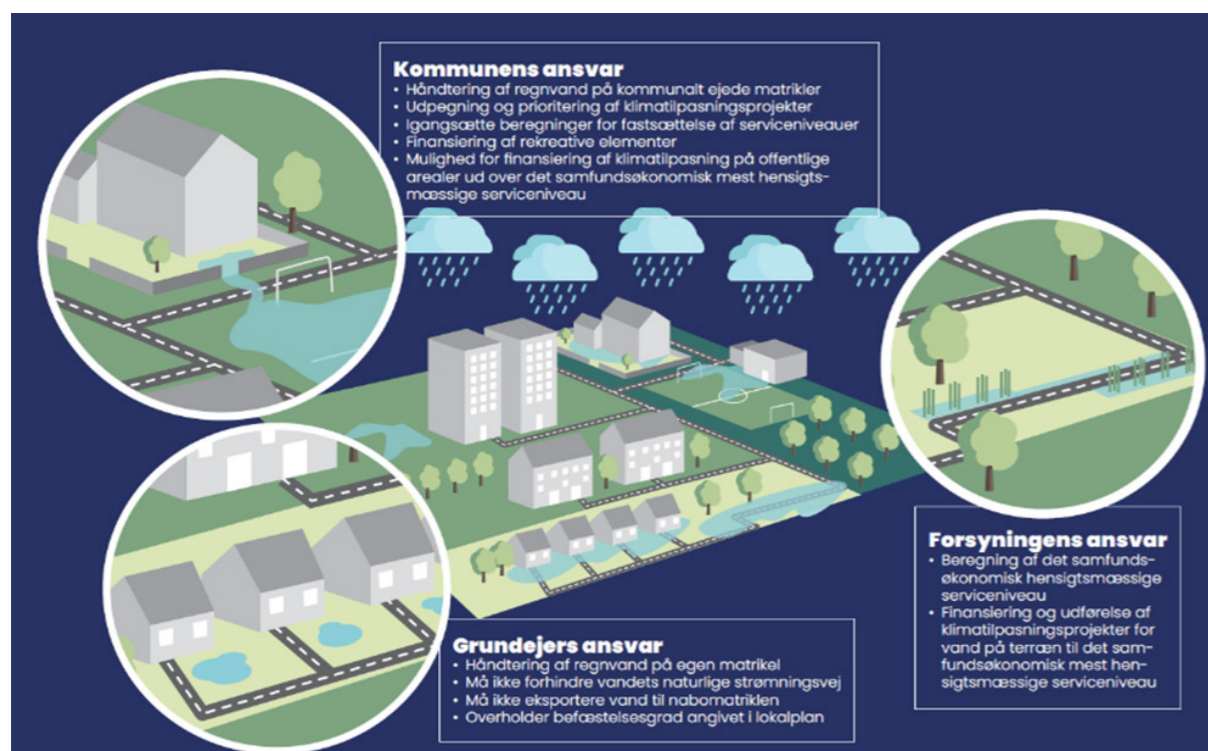 Kommunens ansvar
• Håndtering af regnvand på kommunalt ejede matrikler
• Udpegning og prioritering af klimatilpasningsprojekter
• Igangsætte beregninger for fastsættelse af serviceniveauer
• Finansiering af rekreative elementer
• Mulighed for finansiering af klimatilpasning på offentlige
arealer ud over det samfundsøkonomisk mest hensigts-
mæssige serviceniveau
Forsyningens ansvar
• Beregning af det samfunds-
økonomisk hensigtsmæssige
serviceniveau
• Finansiering og udførelse af
klimatilpasningsprojekter for
vand på terræn til det sam-
fundsøkonomisk mest hen-
sigtsmæssige serviceniveau
Grundejers ansvar
• Håndtering af regnvand på egen matrikel
• Må ikke forhindre vandets naturlige strømningsvej
• Må ikke eksportere vand til nabomatriklen
• Overholder befæstelsesgrad angivet i lokalplan